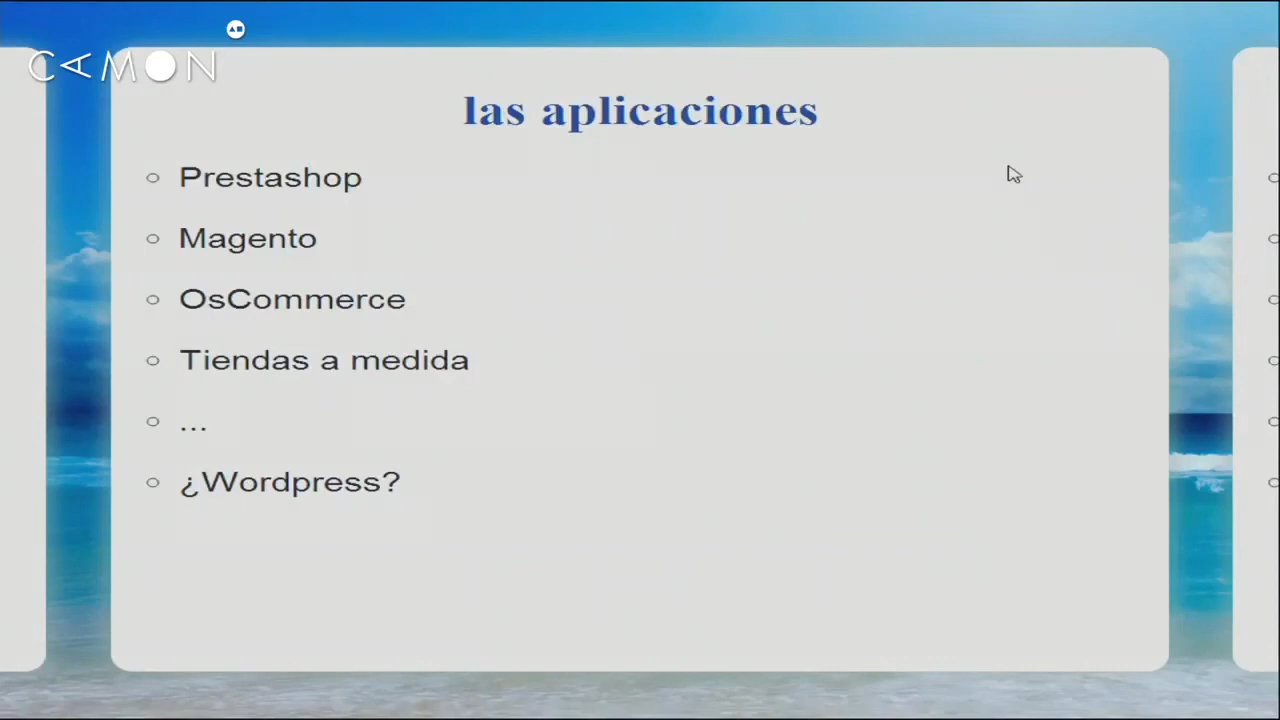 CAMON
las aplicaciones
Prestashop
Magento
OsCommerce
Tiendas a medida
...
¿Wordpress?